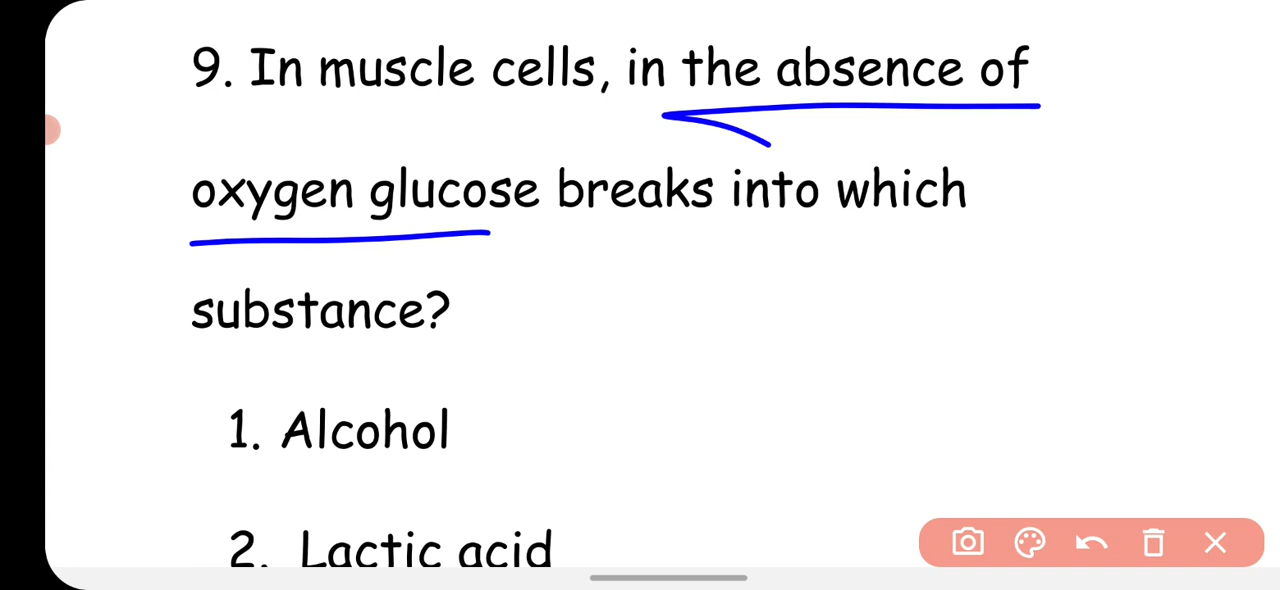 9. In muscle cells, in the absence of
oxygen glucose breaks into which
substance?
1. Alcohol
2. Lactic acid